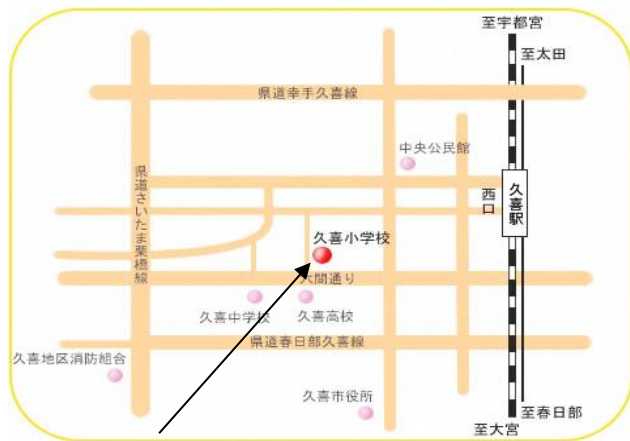 至宇都宮
至太田
県道幸手久喜線
中央公民館
県道さいたま栗橋線
西口
久喜駅
久喜小学校
六間通り
久喜中学校
久喜高校
県道春日部久喜線
久喜地区消防組合
久喜市役所
至春日部
至大宮